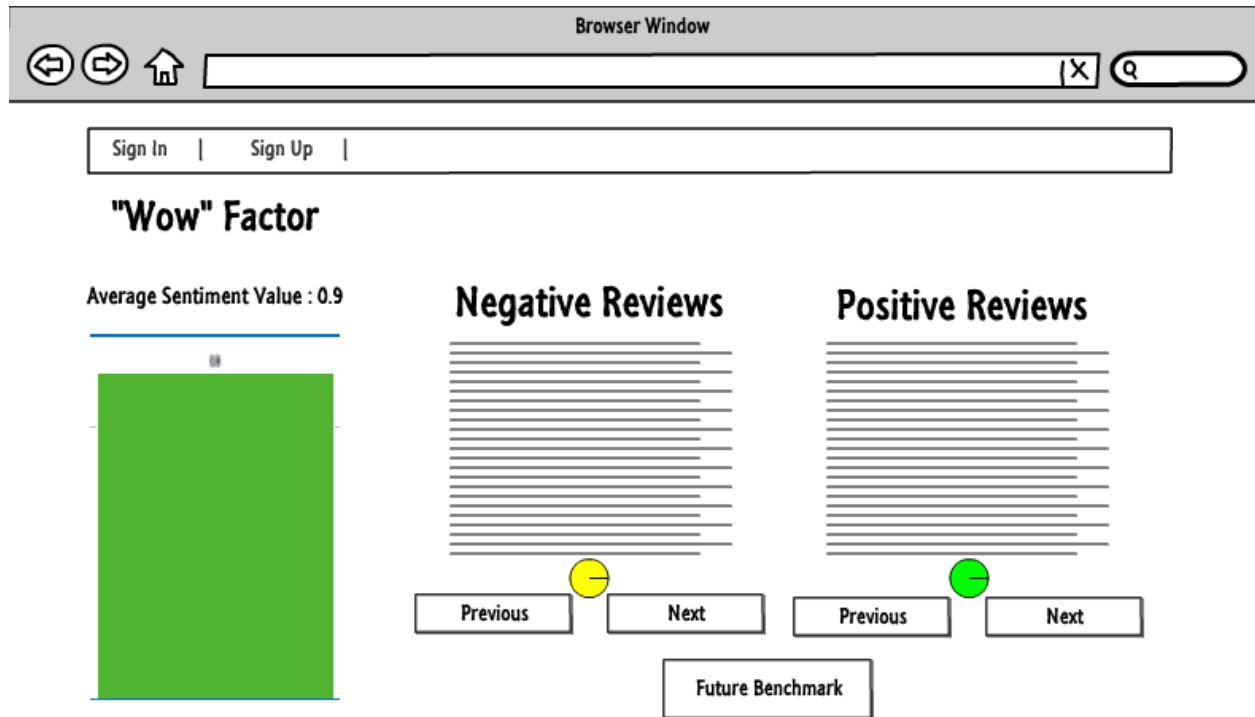 Browser Window
X
Sign In | Sign Up |
"Wow" Factor
Average Sentiment Value : 0.9
Negative Reviews
Positive Reviews
Previous
Next
Previous
Next
Future Benchmark